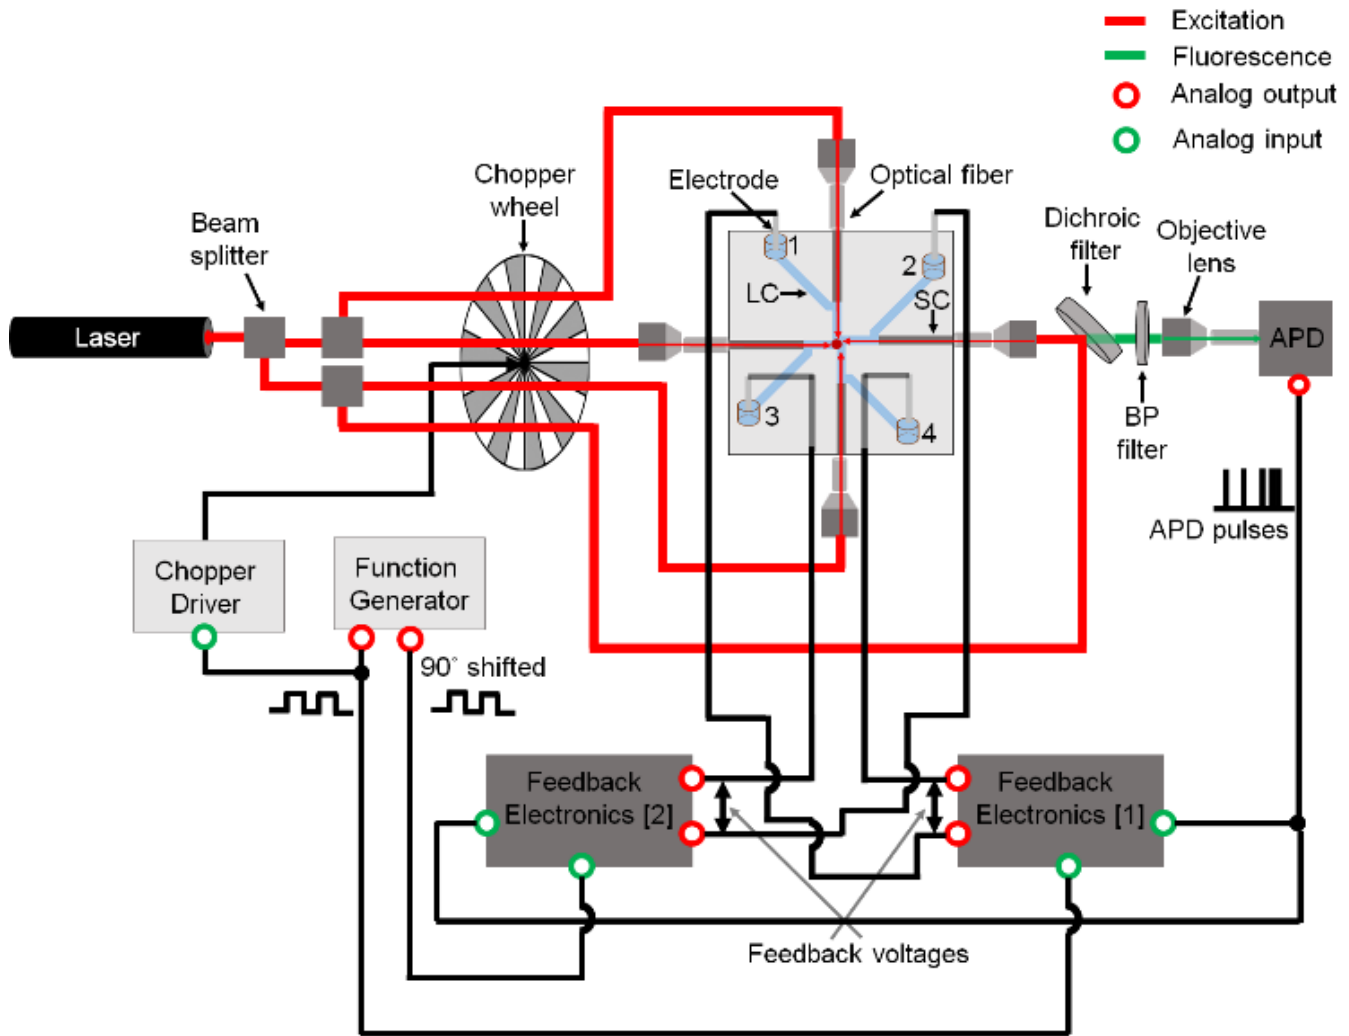 Excitation
Fluorescence
Analog output
Analog input
Chopper
wheel
Electrode
Optical fiber
Beam
splitter
Dichroic
filter
Objective
lens
1
2
LC
SC
Laser
APD
3
4
BP
filter
APD pulses
Chopper
Driver
Function
Generator
90° shifted
Feedback
Electronics [2]
Feedback
Electronics [1]
Feedback voltages